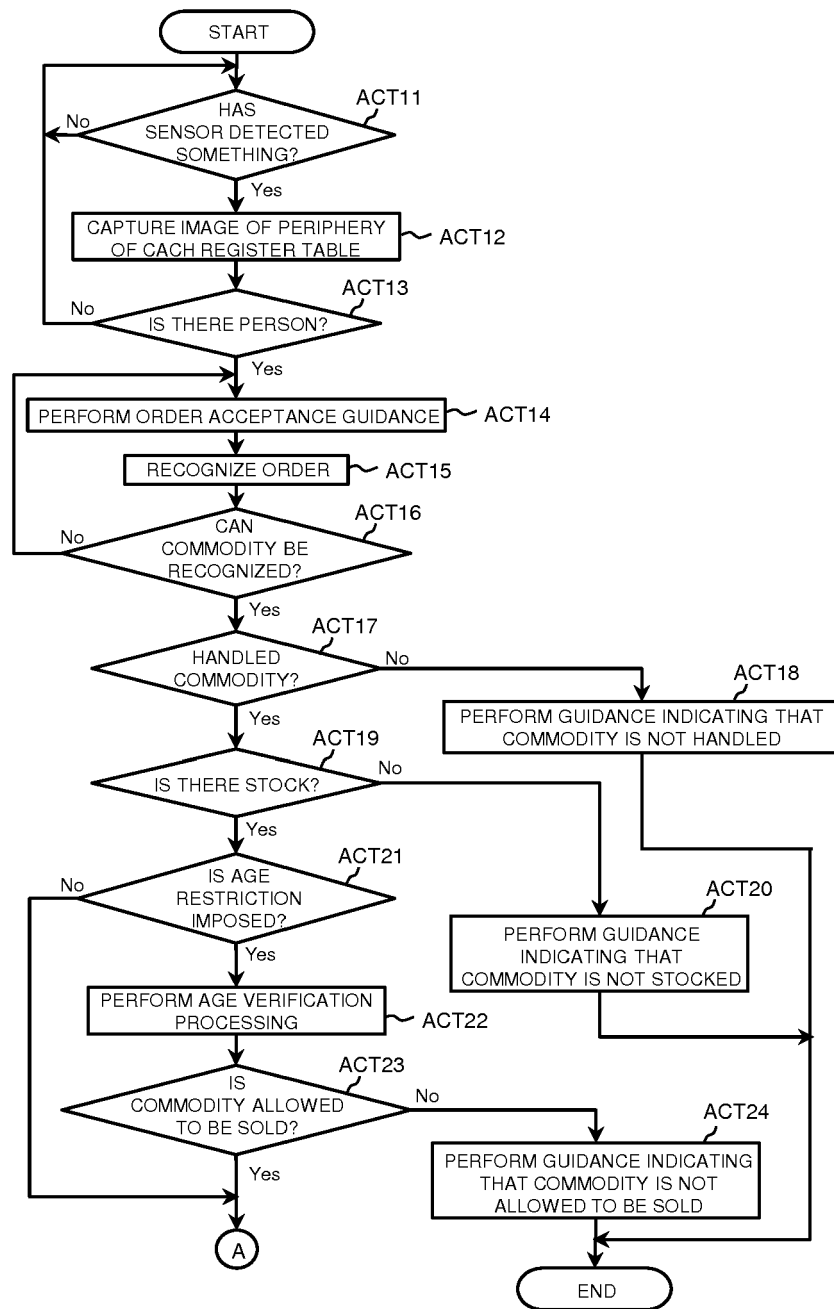 START
ACT11
HAS
SENSOR DETECTED
SOMETHING?
No
Yes
CAPTURE IMAGE OF PERIPHERY
OF CACH REGISTER TABLE
ACT12
ACT13
No
IS THERE PERSON?
Yes
PERFORM ORDER ACCEPTANCE GUIDANCE
ACT14
RECOGNIZE ORDER
ACT15
ACT16
No
CAN
COMMODITY BE
RECOGNIZED?
Yes
ACT17
HANDLED
COMMODITY?
No
ACT18
PERFORM GUIDANCE INDICATING THAT
COMMODITY IS NOT HANDLED
Yes
ACT19
IS THERE STOCK?
No
Yes
ACT21
No
IS AGE
RESTRICTION
IMPOSED?
ACT20
PERFORM GUIDANCE
INDICATING THAT
COMMODITY IS NOT STOCKED
Yes
PERFORM AGE VERIFICATION
PROCESSING
ACT22
ACT23
IS
COMMODITY ALLOWED
TO BE SOLD?
No
ACT24
PERFORM GUIDANCE INDICATING
THAT COMMODITY IS NOT
ALLOWED TO BE SOLD
Yes
A
END